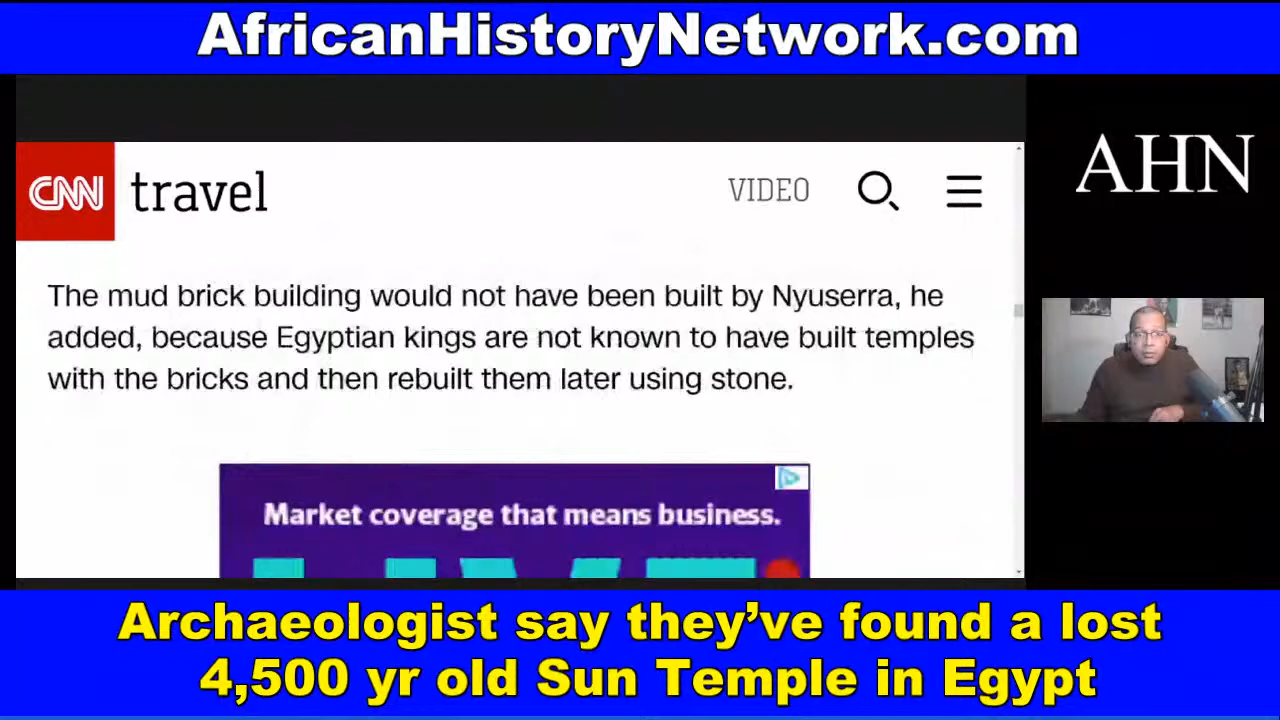 AfricanHistoryNetwork.com
CNN travel VIDEO
AHN
The mud brick building would not have been built by Nyuserra, he
added, because Egyptian kings are not known to have built temples
with the bricks and then rebuilt them later using stone.
Market coverage that means business.
Archaeologist say they’ve found a lost
4,500 yr old Sun Temple in Egypt